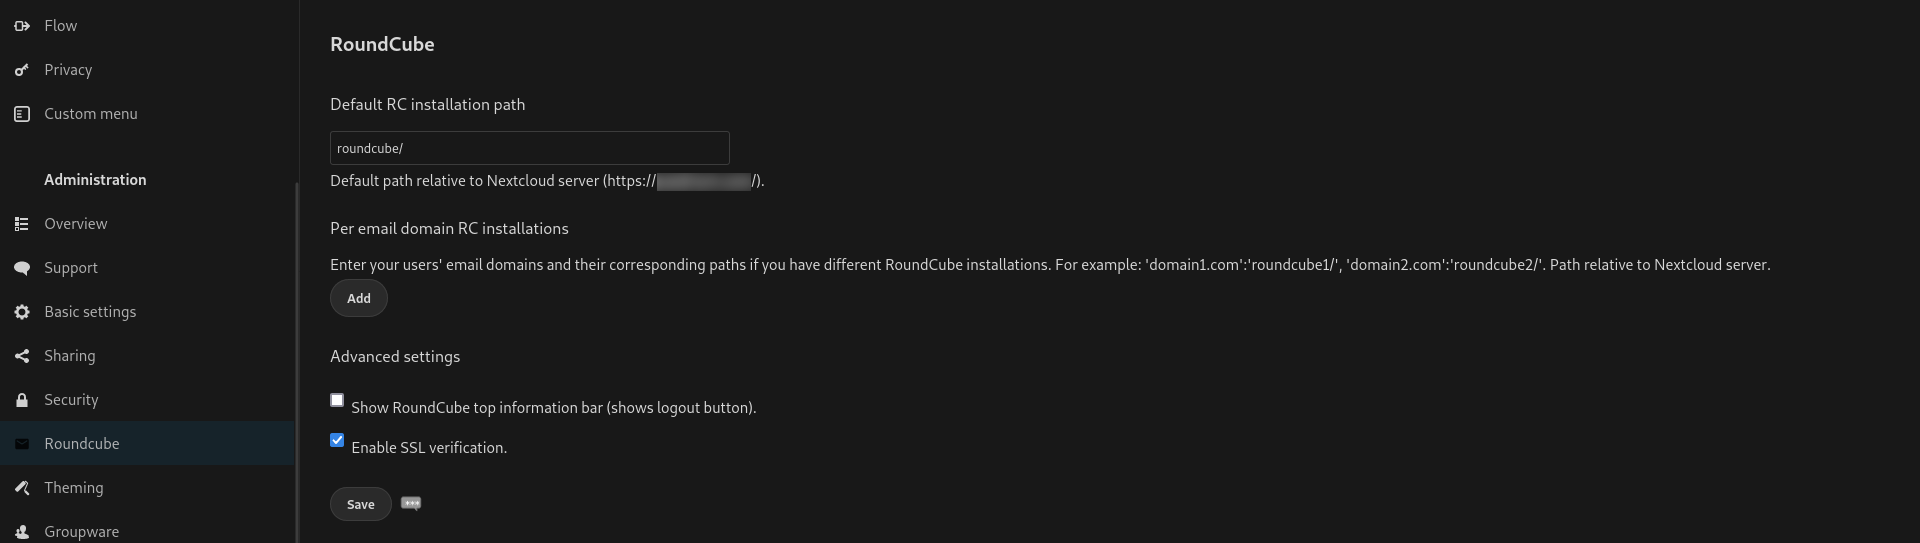 Flow
Privacy
Custom menu
Administration
Overview
Support
Basic settings
Sharing
Security
Roundcube
Theming
Groupware
RoundCube
Default RC installation path
roundcube/
Default path relative to Nextcloud server (https:///).
Per email domain RC installations
Enter your users' email domains and their corresponding paths if you have different RoundCube installations. For example: 'domain1.com':'roundcube1/', 'domain2.com':'roundcube2/'. Path relative to Nextcloud server.
Add
Advanced settings
Show RoundCube top information bar (shows logout button).
Enable SSL verification.
Save